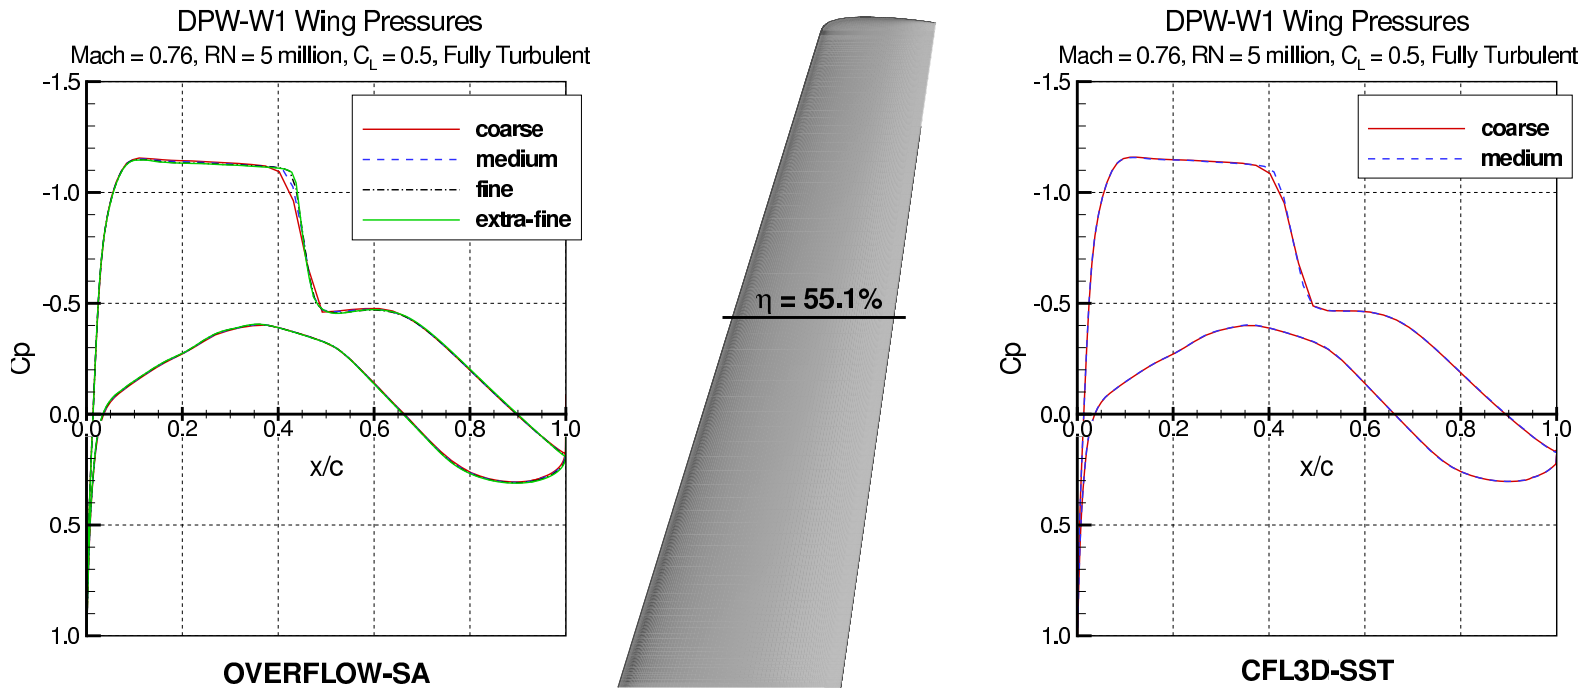 DPW-W1 Wing Pressures
Mach = 0.76, RN = 5 million, CL = 0.5, Fully Turbulent
-1.5
coarse
medium
fine
extra-fine
-1.0
-0.5
Cp
0.0
0.0 0.2 0.4 0.6 0.8 1.0
x/c
0.5
1.0
OVERFLOW-SA
η = 55.1%
DPW-W1 Wing Pressures
Mach = 0.76, RN = 5 million, CL = 0.5, Fully Turbulent
-1.5
coarse
medium
-1.0
-0.5
Cp
0.0
0.0 0.2 0.4 0.6 0.8 1.0
x/c
0.5
1.0
CFL3D-SST